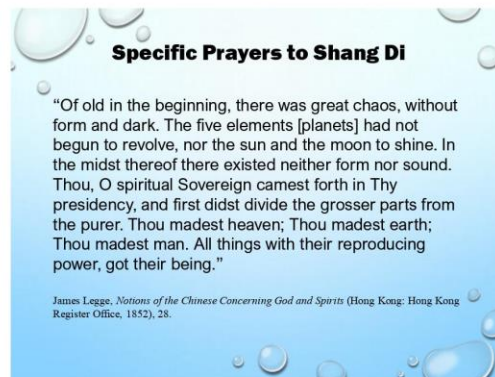 Specific Prayers to Shang Di
“Of old in the beginning, there was great chaos, without
form and dark. The five elements [planets] had not
begun to revolve, nor the sun and the moon to shine. In
the midst thereof there existed neither form nor sound.
Thou, O spiritual Sovereign camest forth in Thy
presidency, and first didst divide the grosser parts from
the purer. Thou madest heaven; Thou madest earth;
Thou madest man. All things with their reproducing
power, got their being.”
James Legge, Notions of the Chinese Concerning God and Spirits (Hong Kong: Hong Kong
Register Office, 1852), 28.